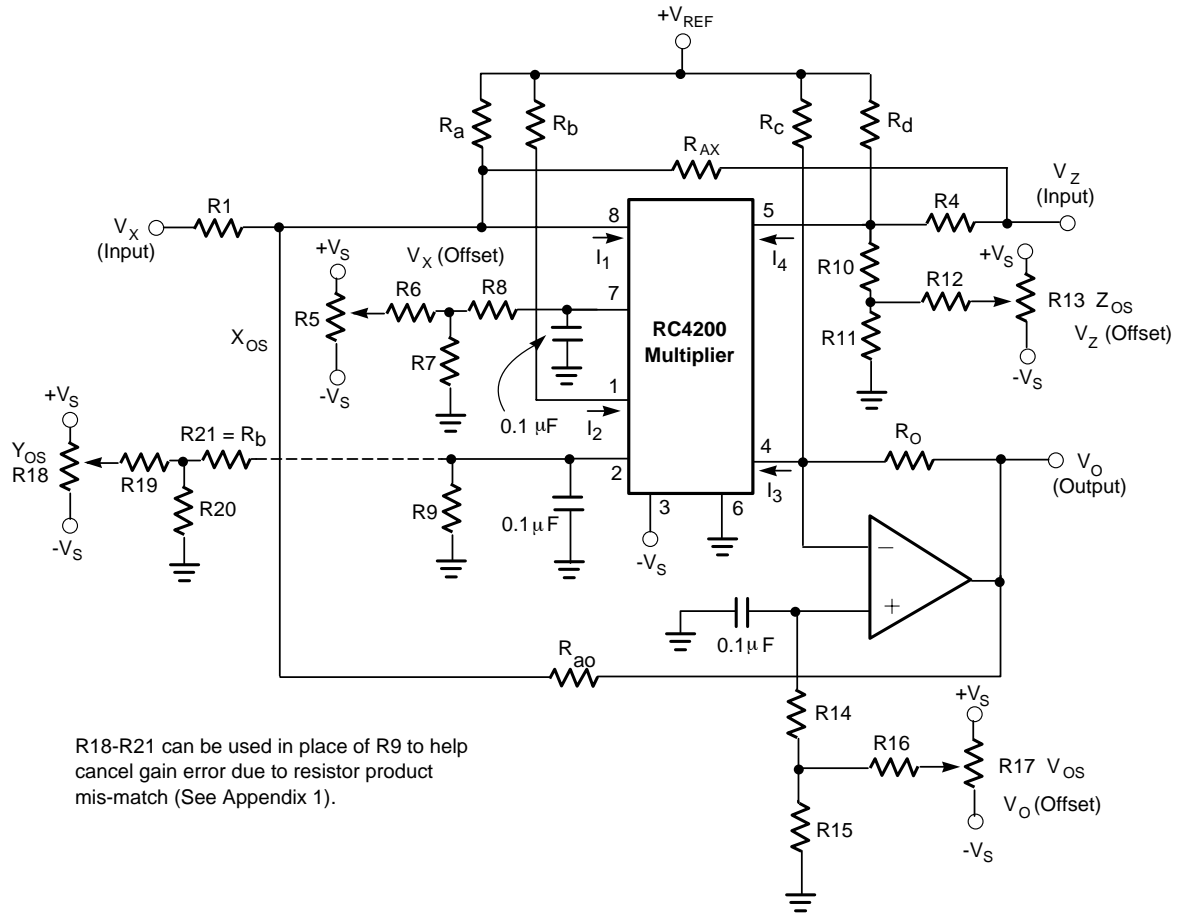 +VREF
Ra
Rb
Rc
Rd
RAX
VX
(Input)
R1
8
I1
5
I4
R4
VZ
(Input)
+VS
VX (Offset)
R5
R6
R8
7
R7
XOS
-VS
0.1 μF
RC4200
Multiplier
R10
R12
R11
+VS
R13 ZOS
VZ (Offset)
-VS
1
I2
+VS
YOS
R18
R21 = Rb
R19
R20
-VS
2
R9
0.1μF
3
-VS
6
4
I3
RO
VO
(Output)
−
+
0.1μF
Rao
R14
R16
R15
+VS
R17 VOS
VO (Offset)
-VS
R18-R21 can be used in place of R9 to help
cancel gain error due to resistor product
mis-match (See Appendix 1).